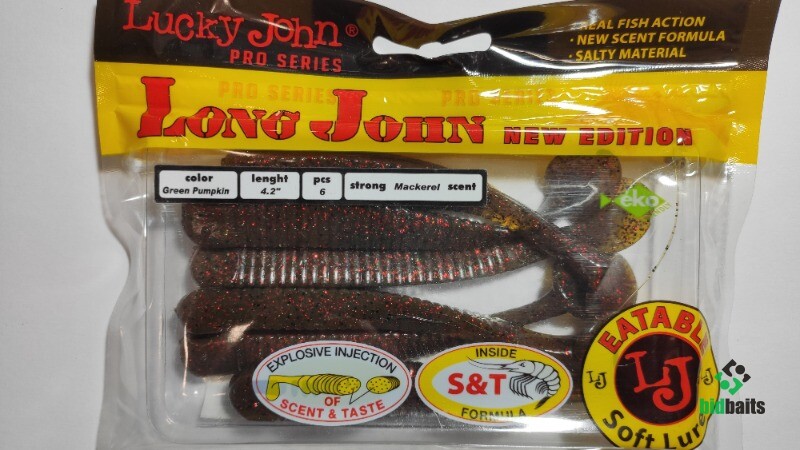 Lucky John®
PRO SERIES
REAL FISH ACTION
· NEW SCENT FORMULA
· SALTY MATERIAL
PRO SERIES PRO SERIES
LONG JOHN NEW EDITION
color
Green Pumpkin
lenght
4.2"
pcs
6
strong Mackerel scent
eko
EXPLOSIVE INJECTION
OF
SCENT & TASTE
INSIDE
S&T
FORMULA
EATABLE
LJ
LJ
LJ
Soft Lure
bidbaits